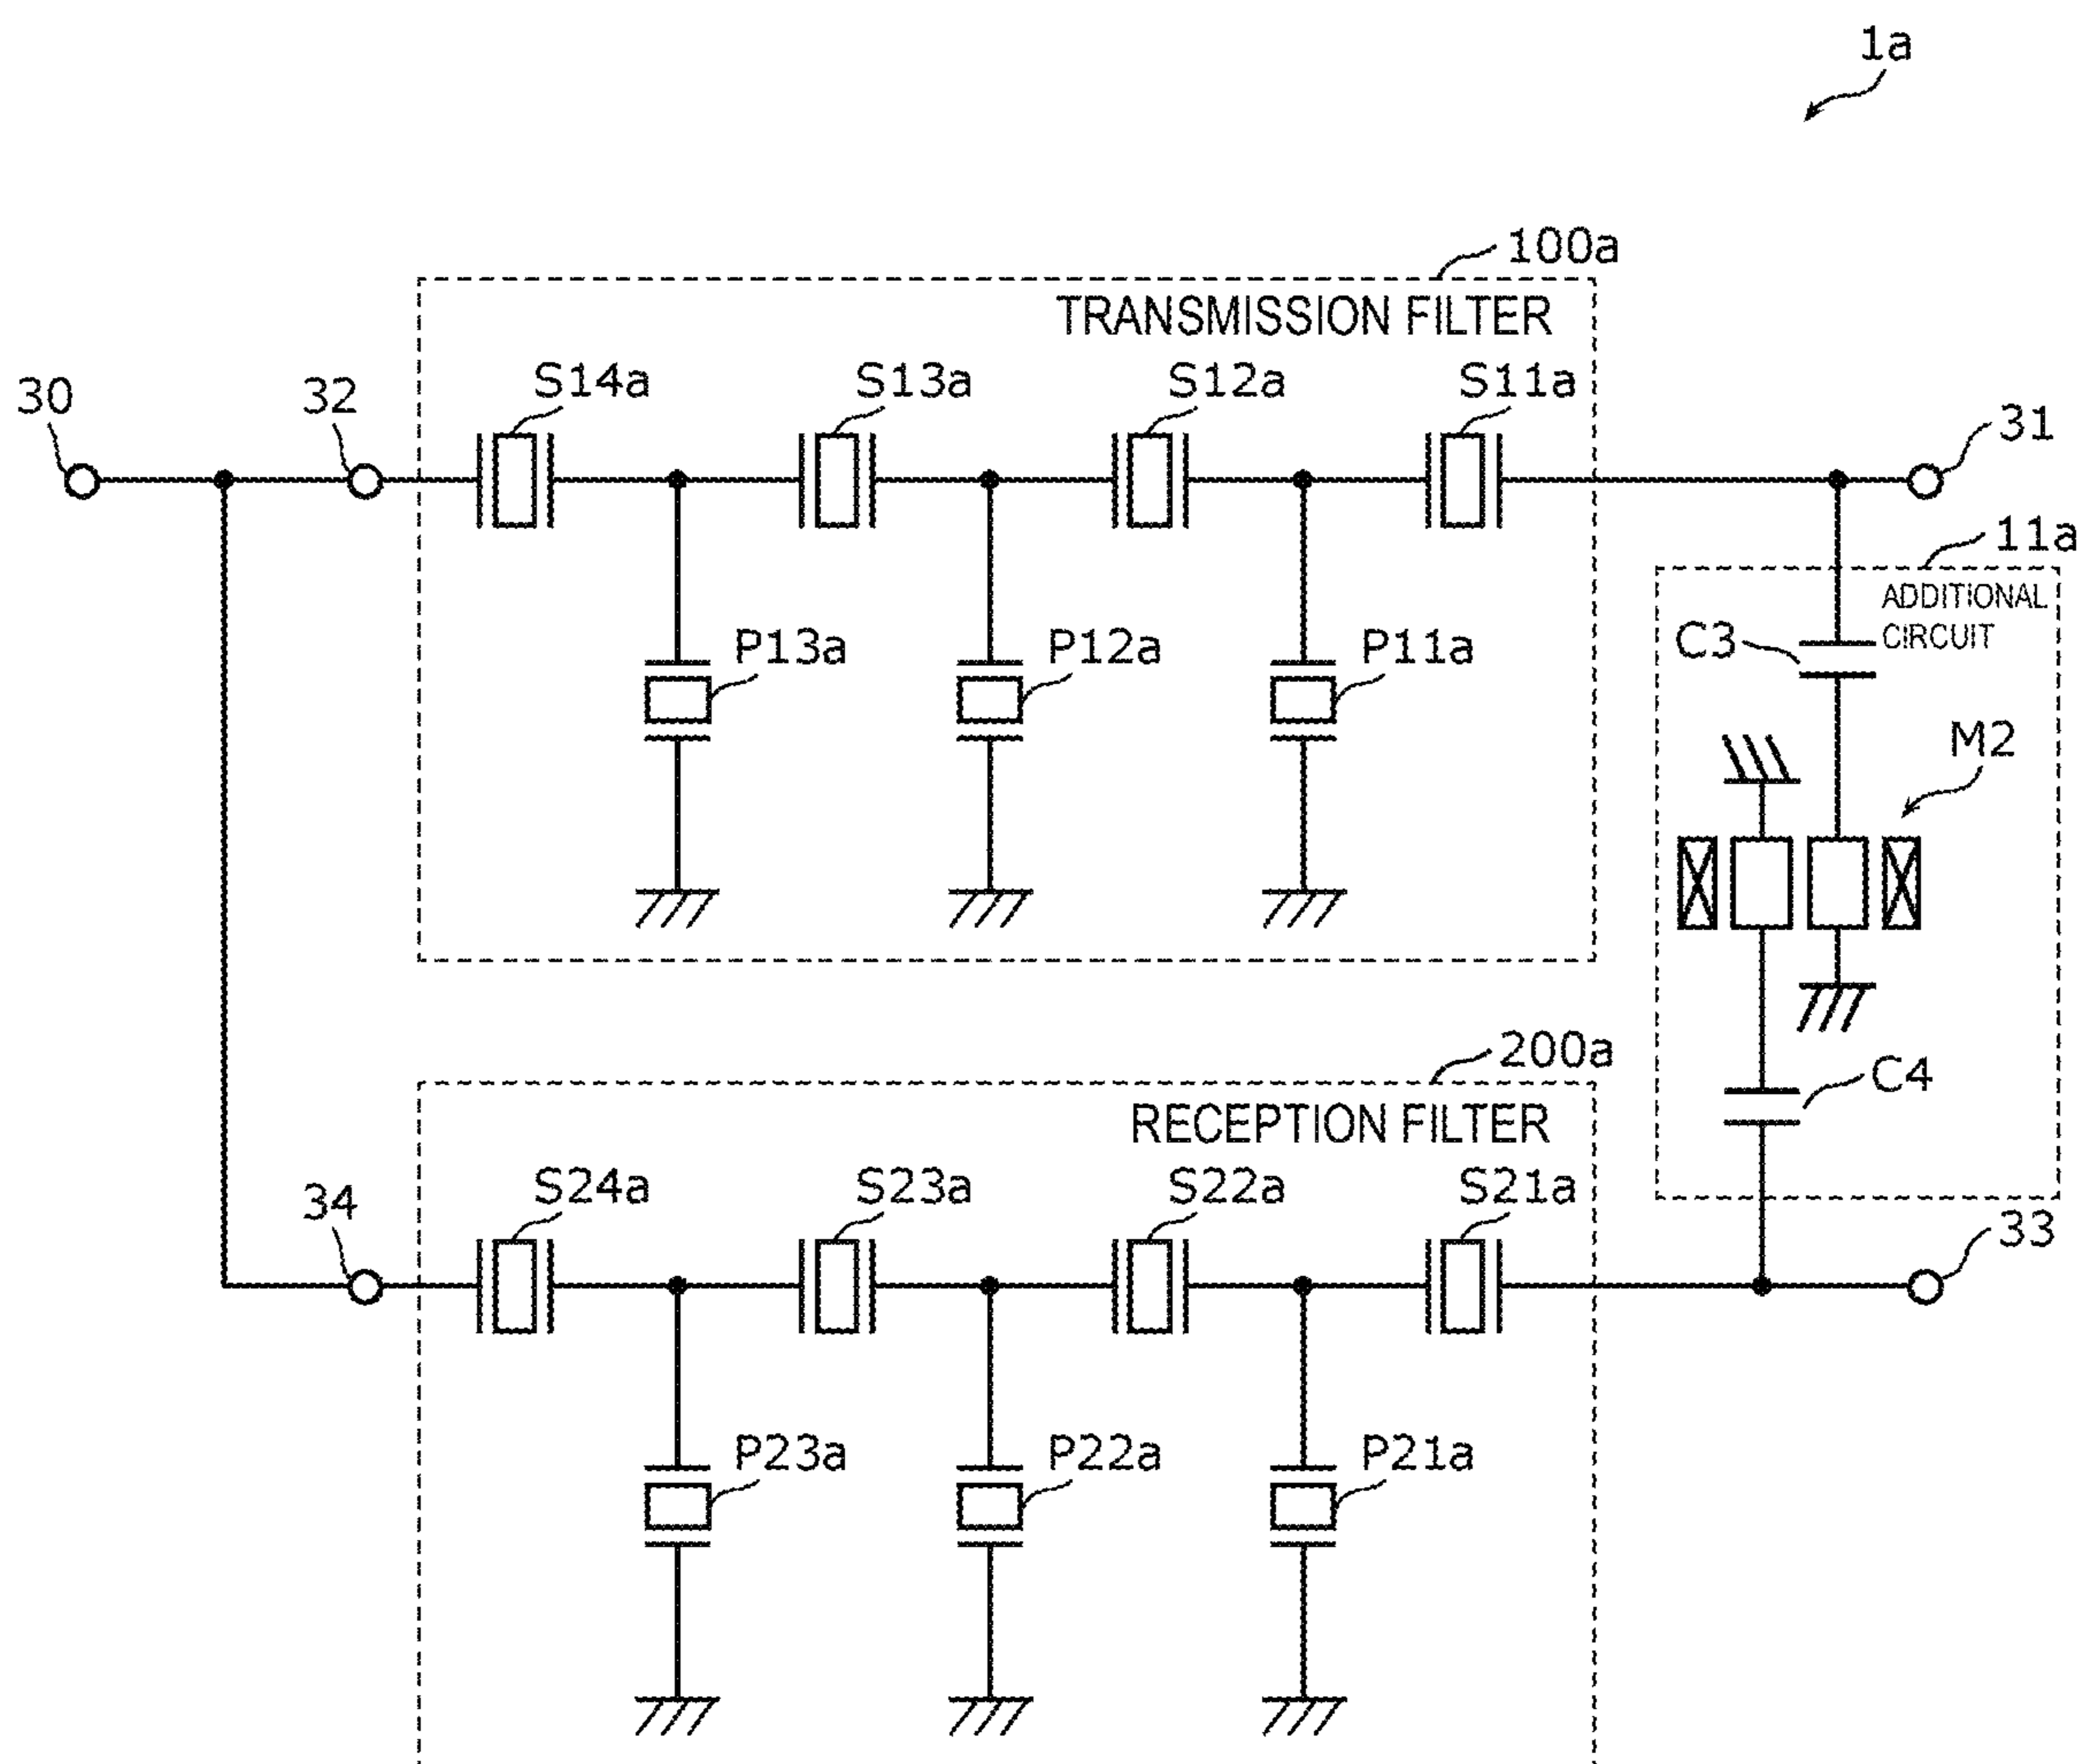 1a
100a
TRANSMISSION FILTER
S14a
S13a
S12a
S11a
30
32
31
11a
ADDITIONAL
CIRCUIT
P13a
P12a
P11a
C3
M2
200a
C4
RECEPTION FILTER
S24a
S23a
S22a
S21a
34
33
P23a
P22a
P21a